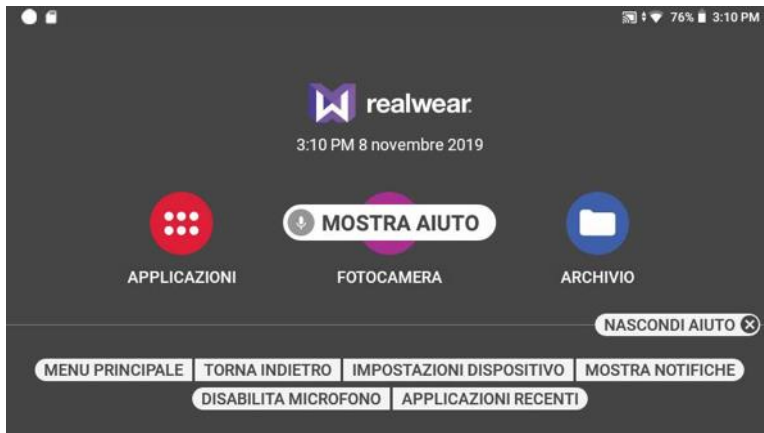 76% 3:10 PM
realwear
3:10 PM 8 novembre 2019
MOSTRA AIUTO
APPLICAZIONI FOTOCAMERA ARCHIVIO
NASCONDI AIUTO
MENU PRINCIPALE TORNA INDIETRO IMPOSTAZIONI DISPOSITIVO MOSTRA NOTIFICHE
DISABILITA MICROFONO APPLICAZIONI RECENTI